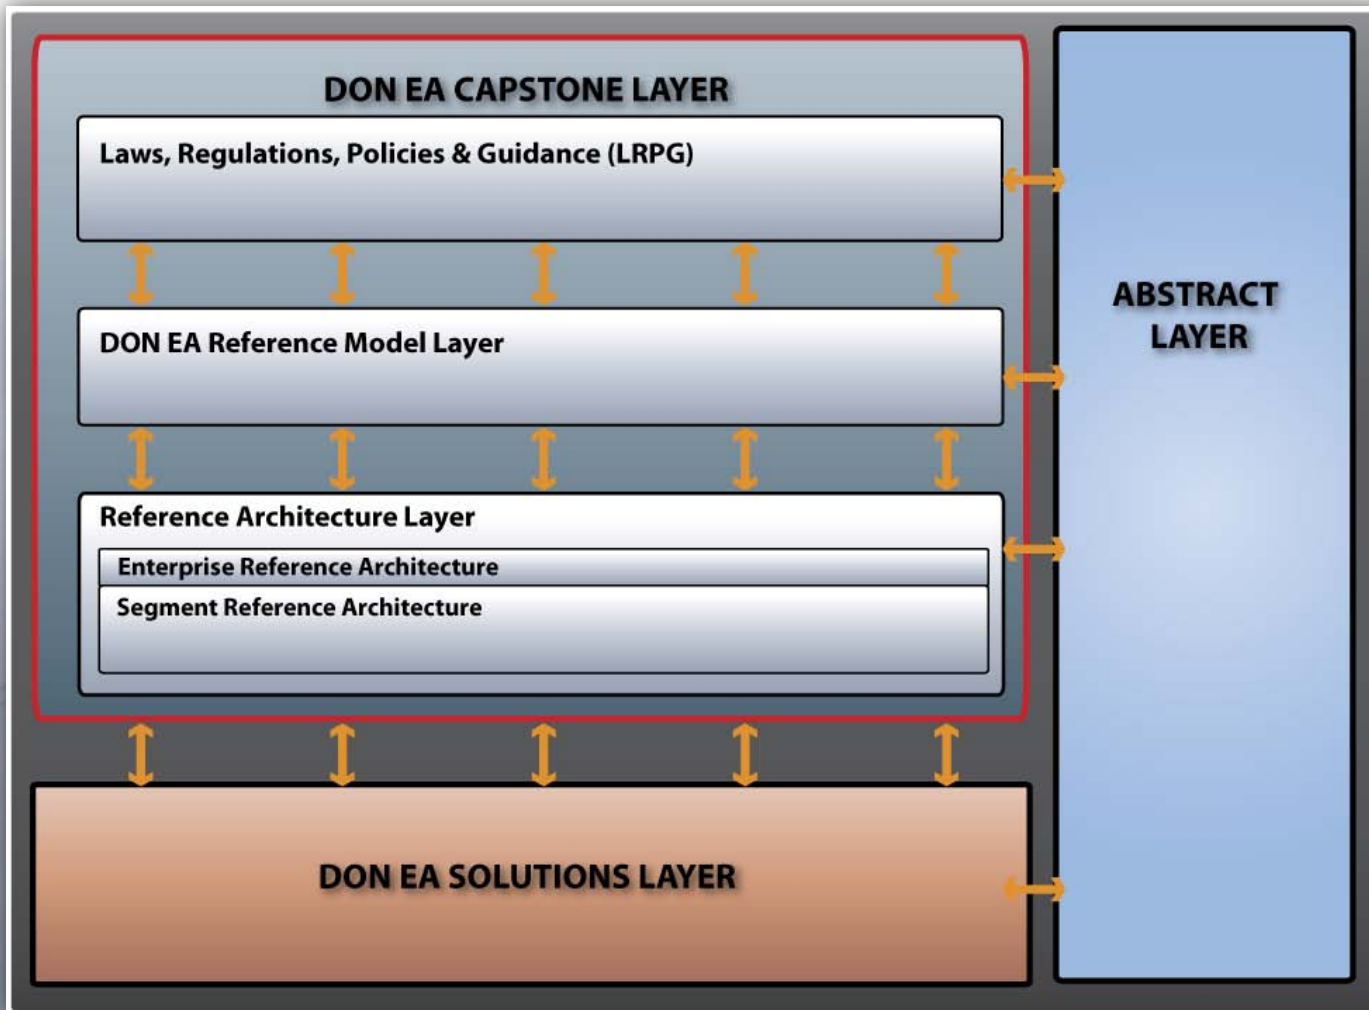 DON EA CAPSTONE LAYER
Laws, Regulations, Policies & Guidance (LRPG)
DON EA Reference Model Layer
Reference Architecture Layer
Enterprise Reference Architecture
Segment Reference Architecture
DON EA SOLUTIONS LAYER
ABSTRACT
LAYER